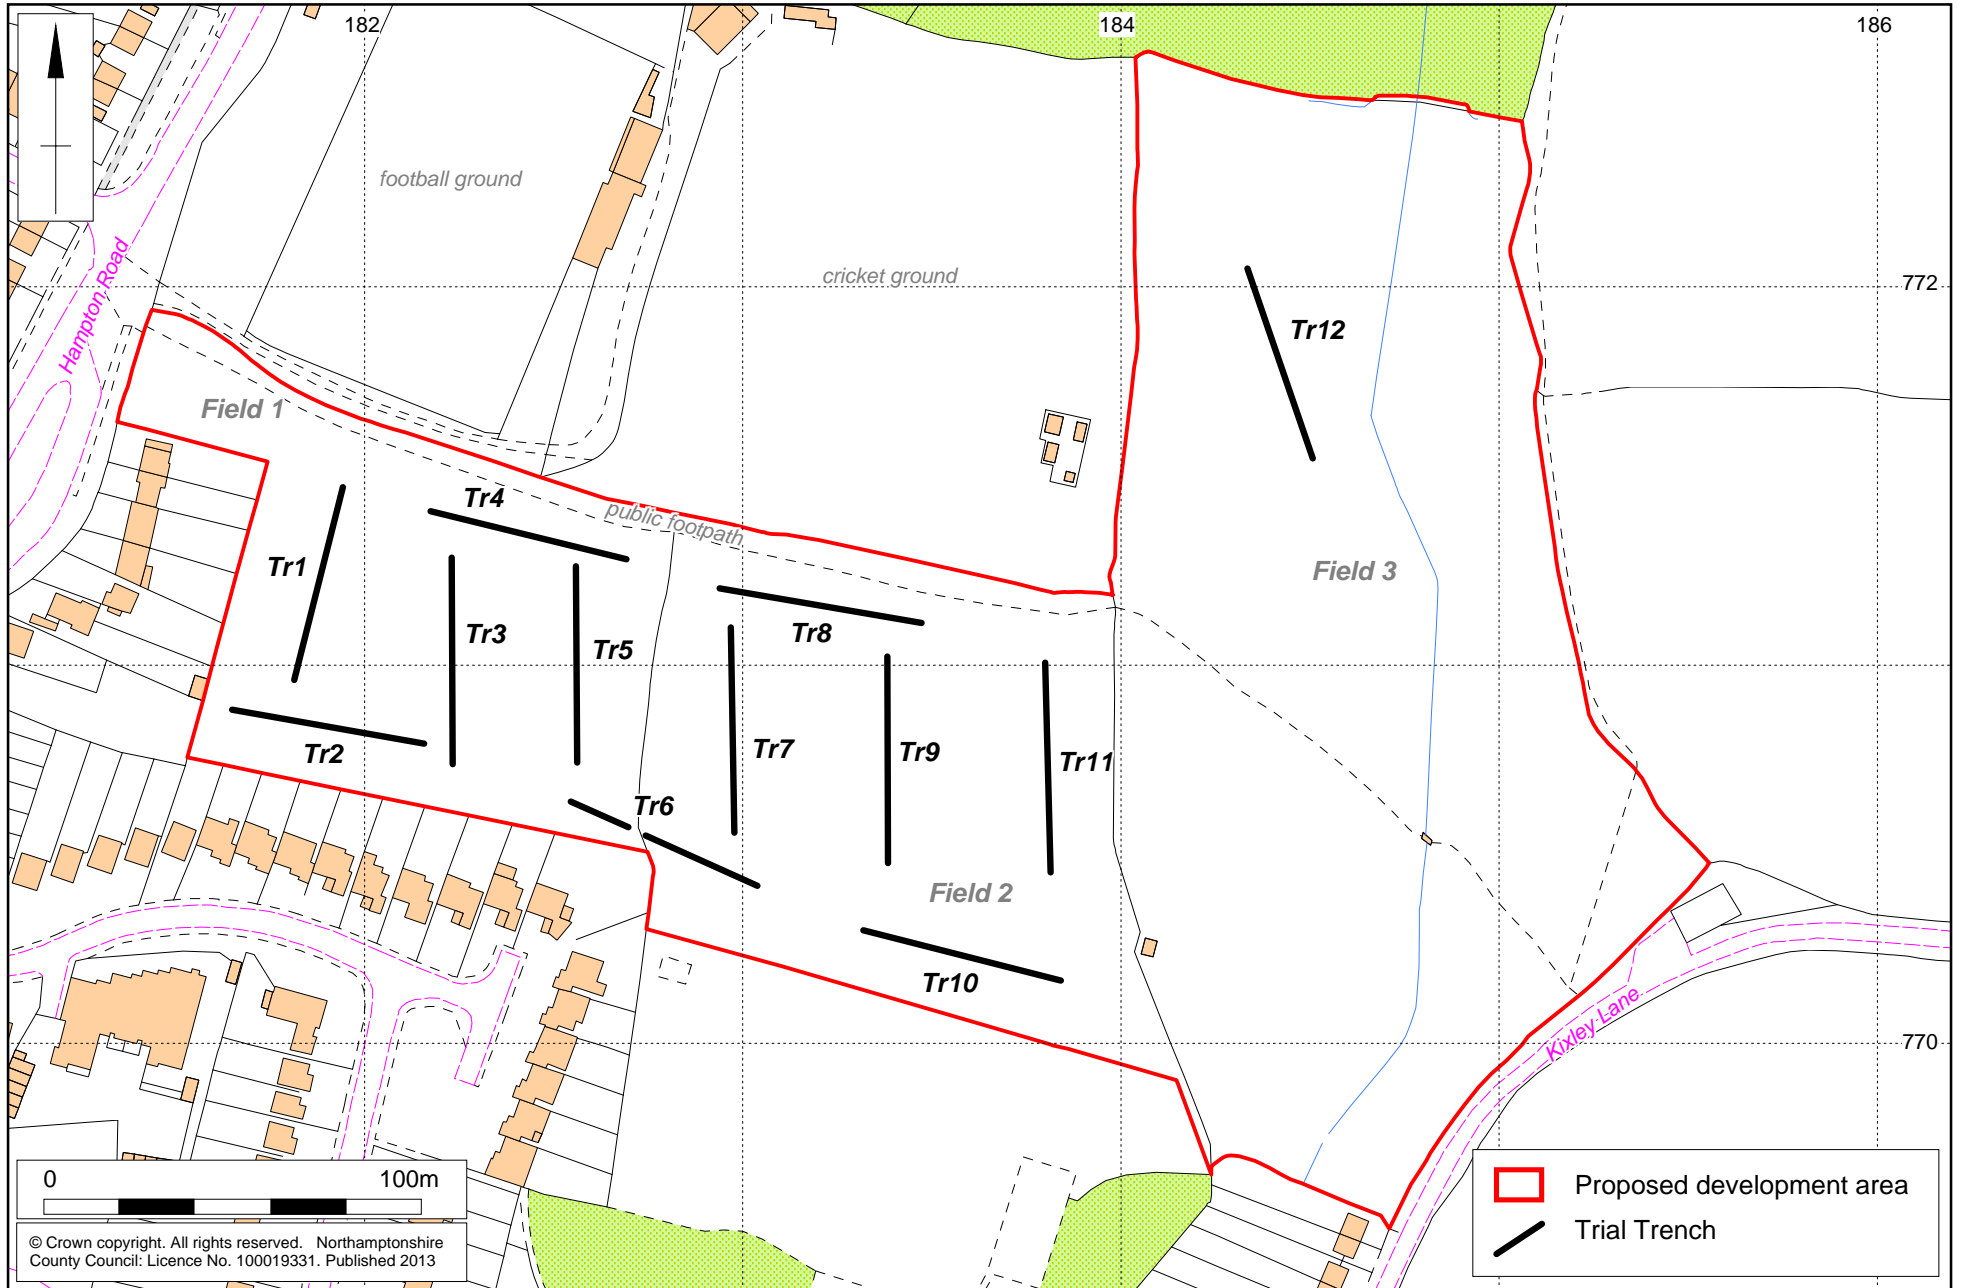 182
184
186
football ground
Hampton Road
cricket ground
772
Tr12
Field 1
Tr4
public footpath
Tr1
Field 3
Tr3
Tr8
Tr5
Tr2
Tr7
Tr9
Tr11
Tr6
Field 2
Tr10
Kixley Lane
770
0 100m
© Crown copyright. All rights reserved. Northamptonshire
County Council: Licence No. 100019331. Published 2013
Proposed development area
Trial Trench